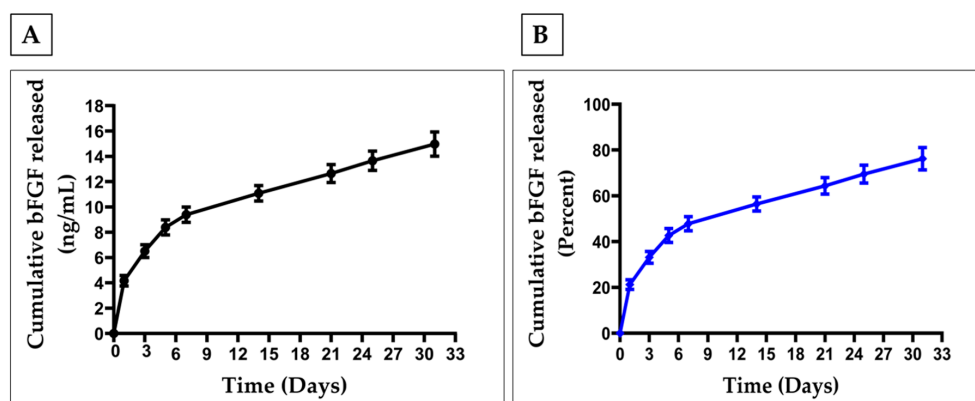 A
B
Cumulative bFGF released
(ng/mL)
18
16
14
12
10
8
6
4
2
0
0 3 6 9 12 15 18 21 24 27 30 33
Time (Days)
Cumulative bFGF released
(Percent)
100
80
60
40
20
0
0 3 6 9 12 15 18 21 24 27 30 33
Time (Days)